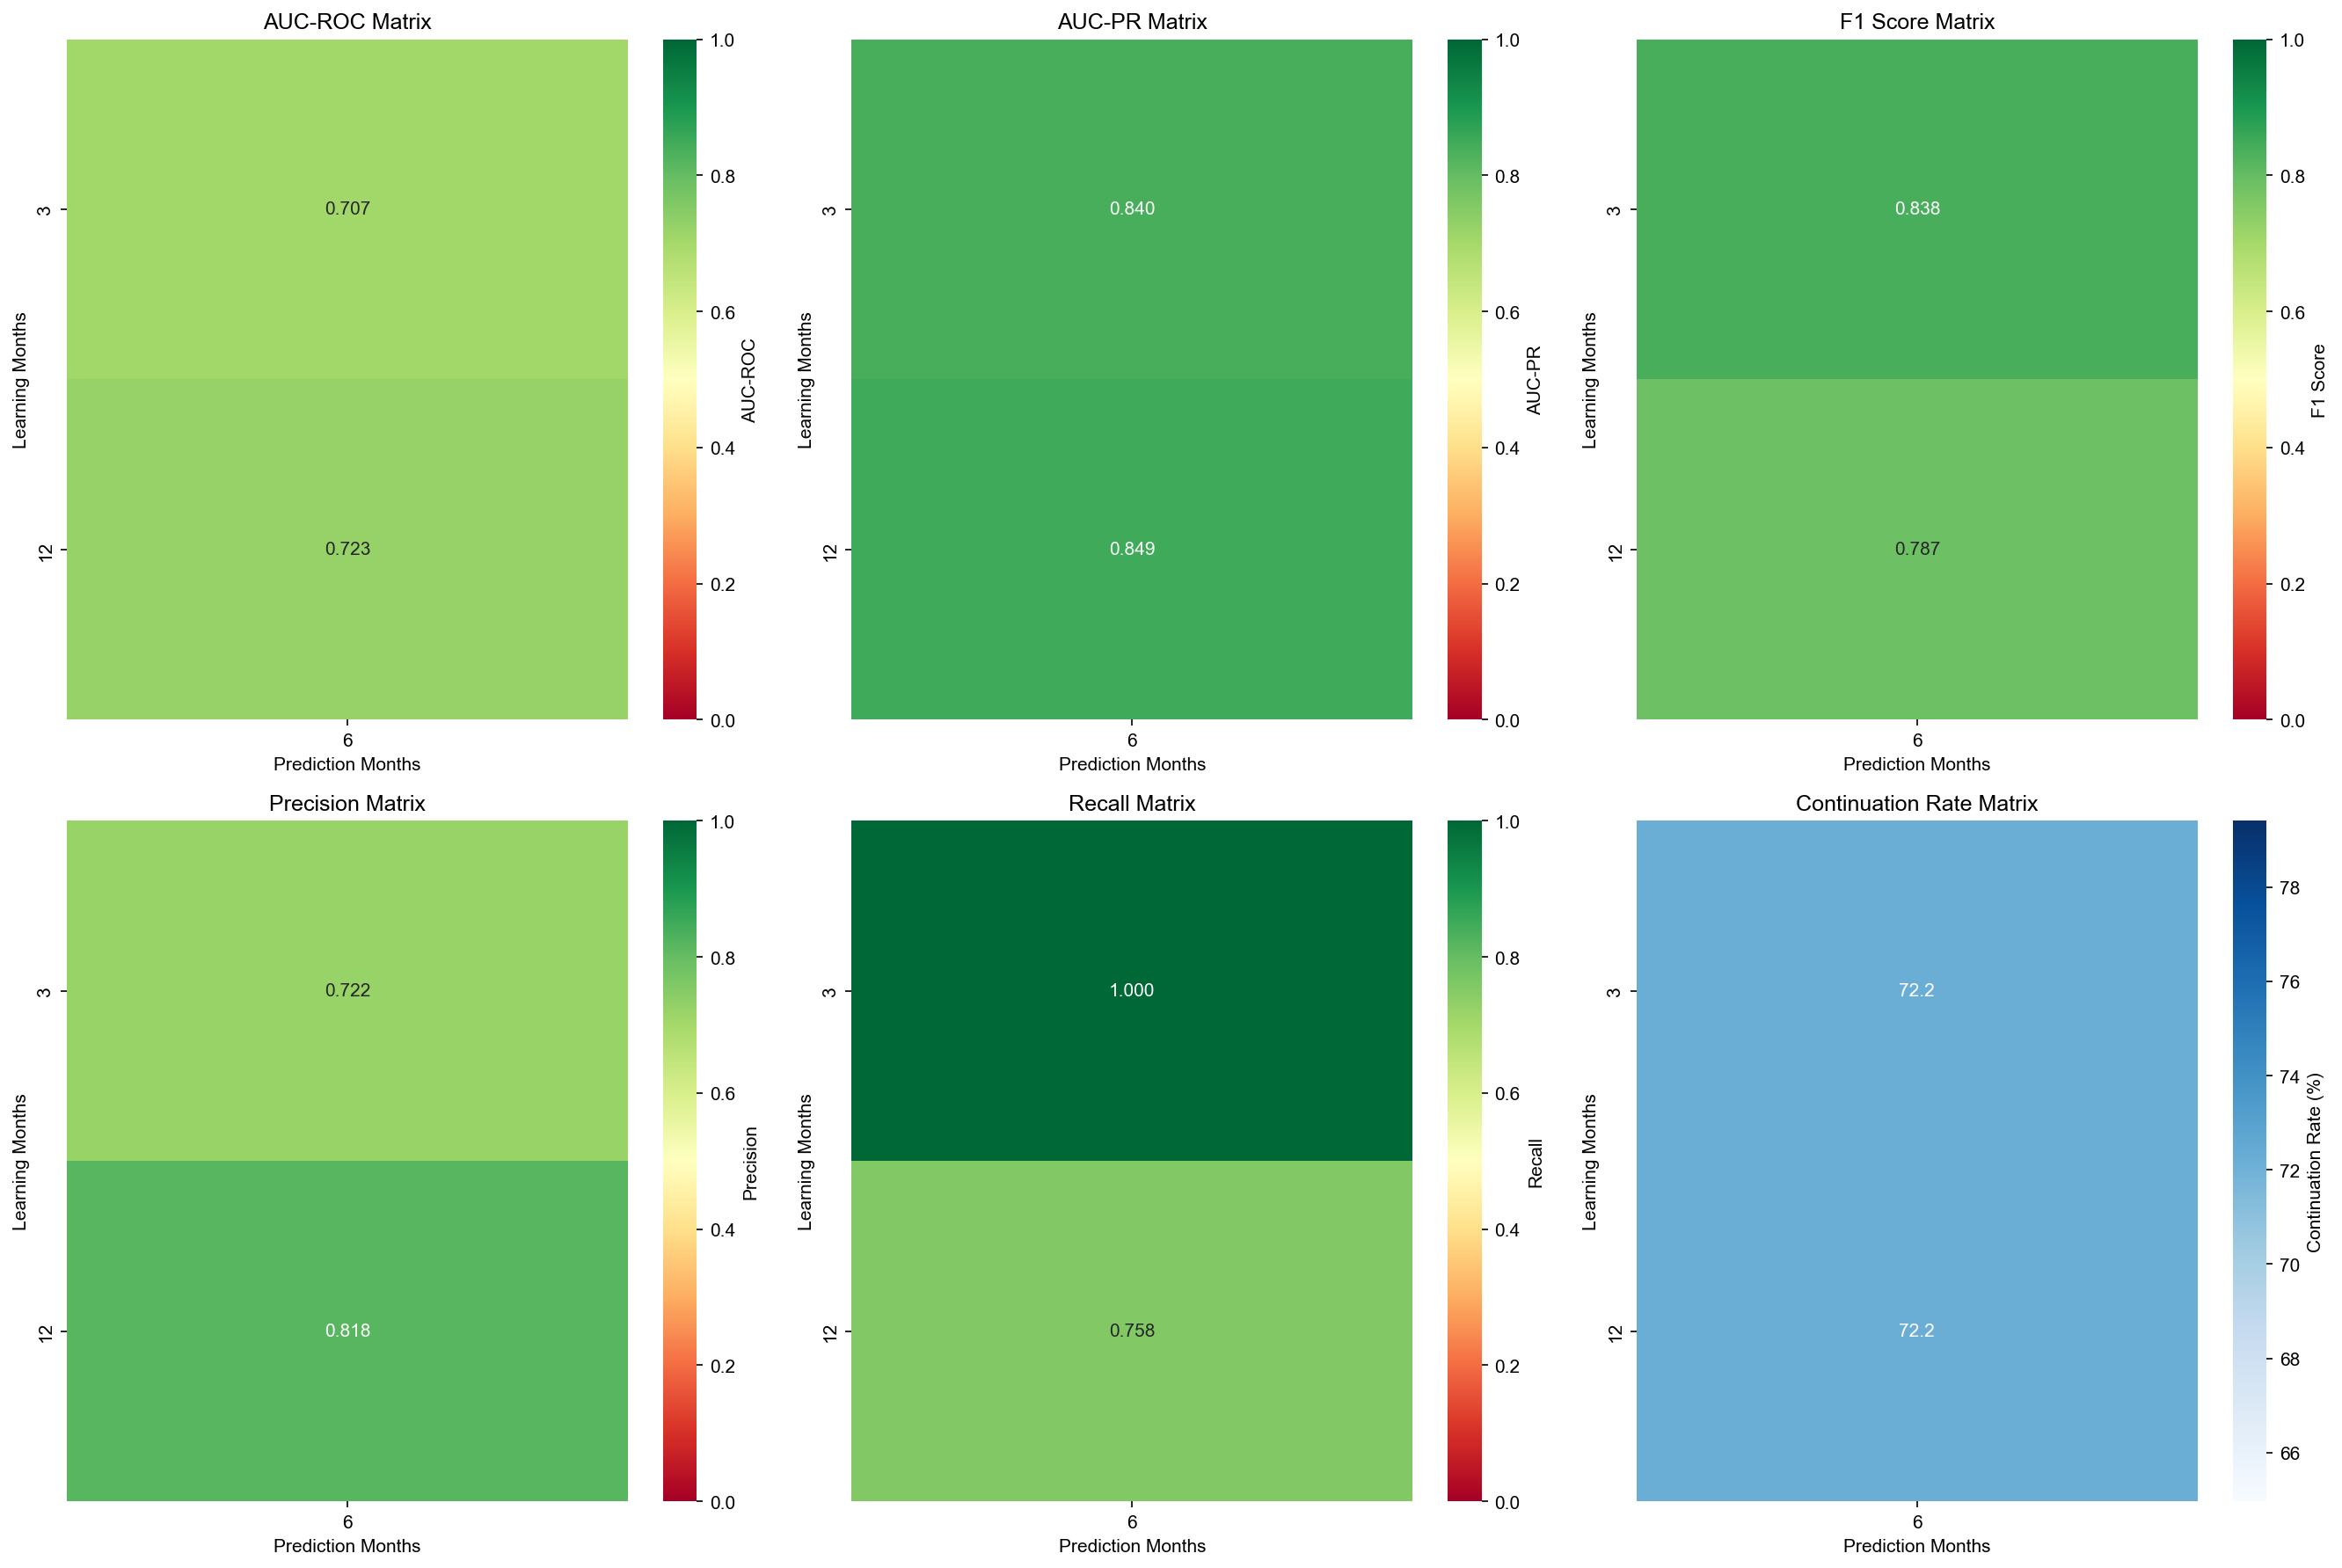 AUC-ROC Matrix
1.0
0.8
0.6
0.4
0.2
0.0
AUC-ROC
Learning Months
3
12
0.707
0.723
6
Prediction Months
AUC-PR Matrix
1.0
0.8
0.6
0.4
0.2
0.0
AUC-PR
Learning Months
3
12
0.840
0.849
6
Prediction Months
F1 Score Matrix
1.0
0.8
0.6
0.4
0.2
0.0
F1 Score
Learning Months
3
12
0.838
0.787
6
Prediction Months
Precision Matrix
1.0
0.8
0.6
0.4
0.2
0.0
Precision
Learning Months
3
12
0.722
0.818
6
Prediction Months
Recall Matrix
1.0
0.8
0.6
0.4
0.2
0.0
Recall
Learning Months
3
12
1.000
0.758
6
Prediction Months
Continuation Rate Matrix
78
76
74
72
70
68
66
Continuation Rate (%)
Learning Months
3
12
72.2
72.2
6
Prediction Months